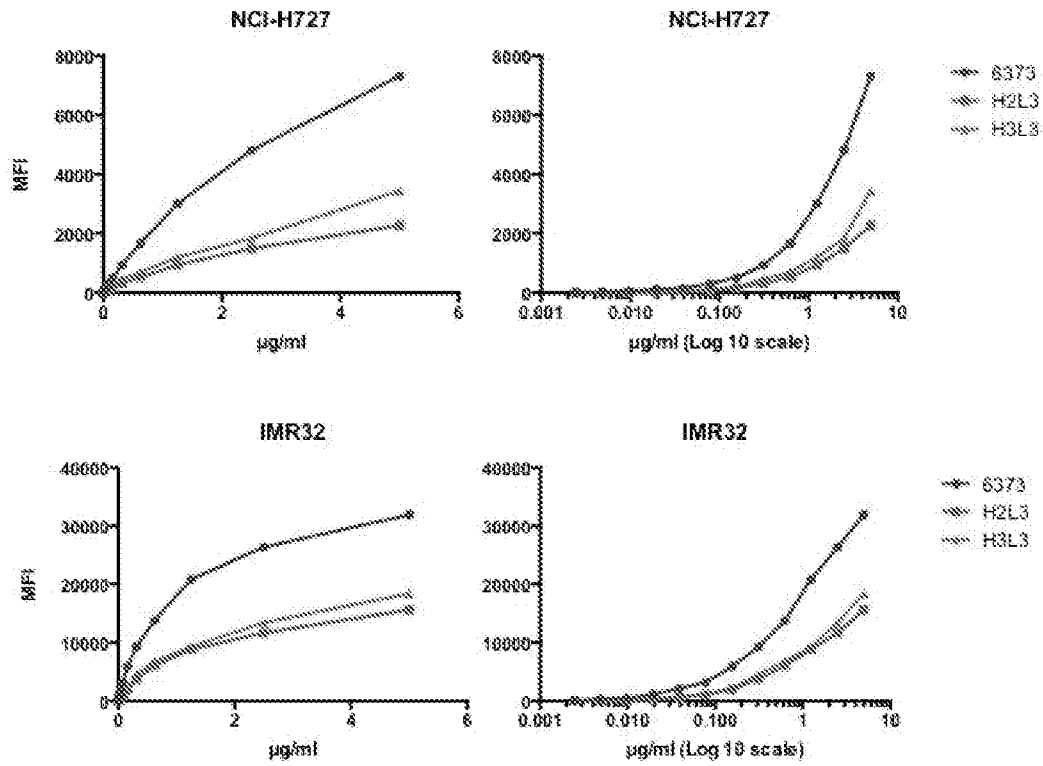 NCI-H727
NCI-H727
8000
6000
4000
2000
0
MFI
0 2 4 6
µg/ml
8000
6000
4000
2000
0
0.001 0.010 0.100 1 10
µg/ml (Log 10 scale)
6373
H2L3
H3L3
IMR32
IMR32
40000
30000
20000
10000
0
MFI
0 2 4 6
µg/ml
40000
30000
20000
10000
0
0.001 0.010 0.100 1 10
µg/ml (Log 10 scale)
6373
H2L3
H3L3